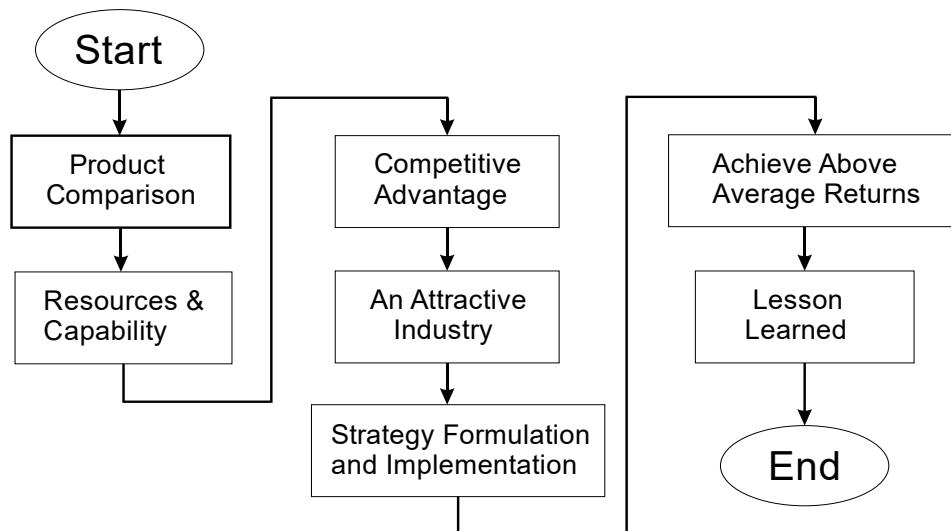 Start
Product
Comparison
Resources &
Capability
Competitive
Advantage
An Attractive
Industry
Strategy Formulation
and Implementation
Achieve Above
Average Returns
Lesson
Learned
End